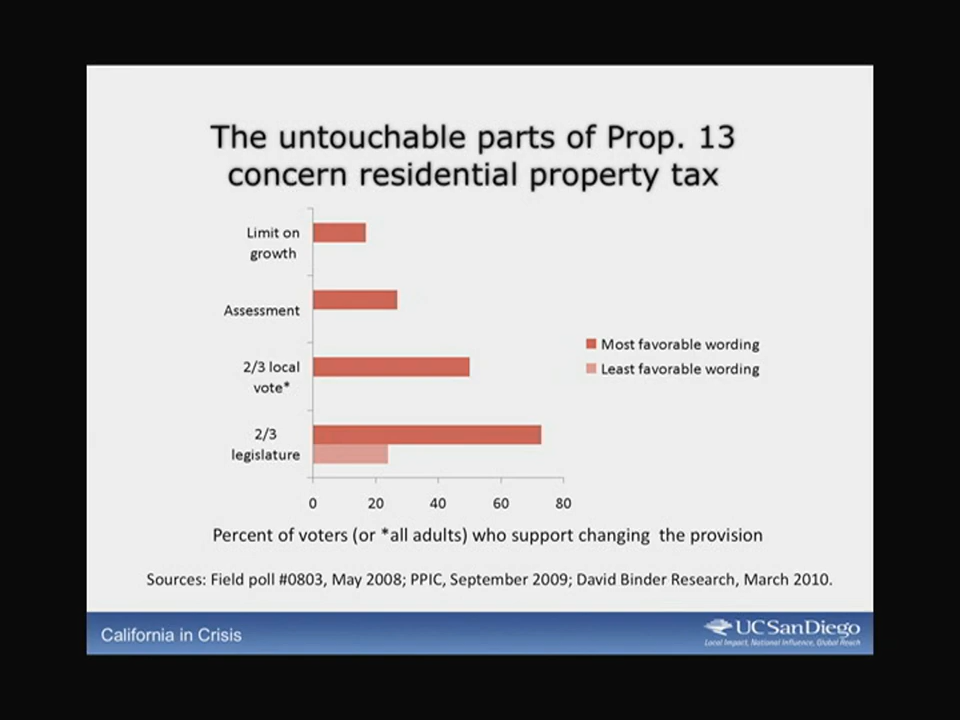 The untouchable parts of Prop. 13
concern residential property tax
Limit on
growth
Assessment
2/3 local
vote*
2/3
legislature
Most favorable wording
Least favorable wording
0 20 40 60 80
Percent of voters (or *all adults) who support changing the provision
Sources: Field poll #0803, May 2008; PPIC, September 2009; David Binder Research, March 2010.
California in Crisis
UC San Diego
Local Impact, National Influence, Global Reach